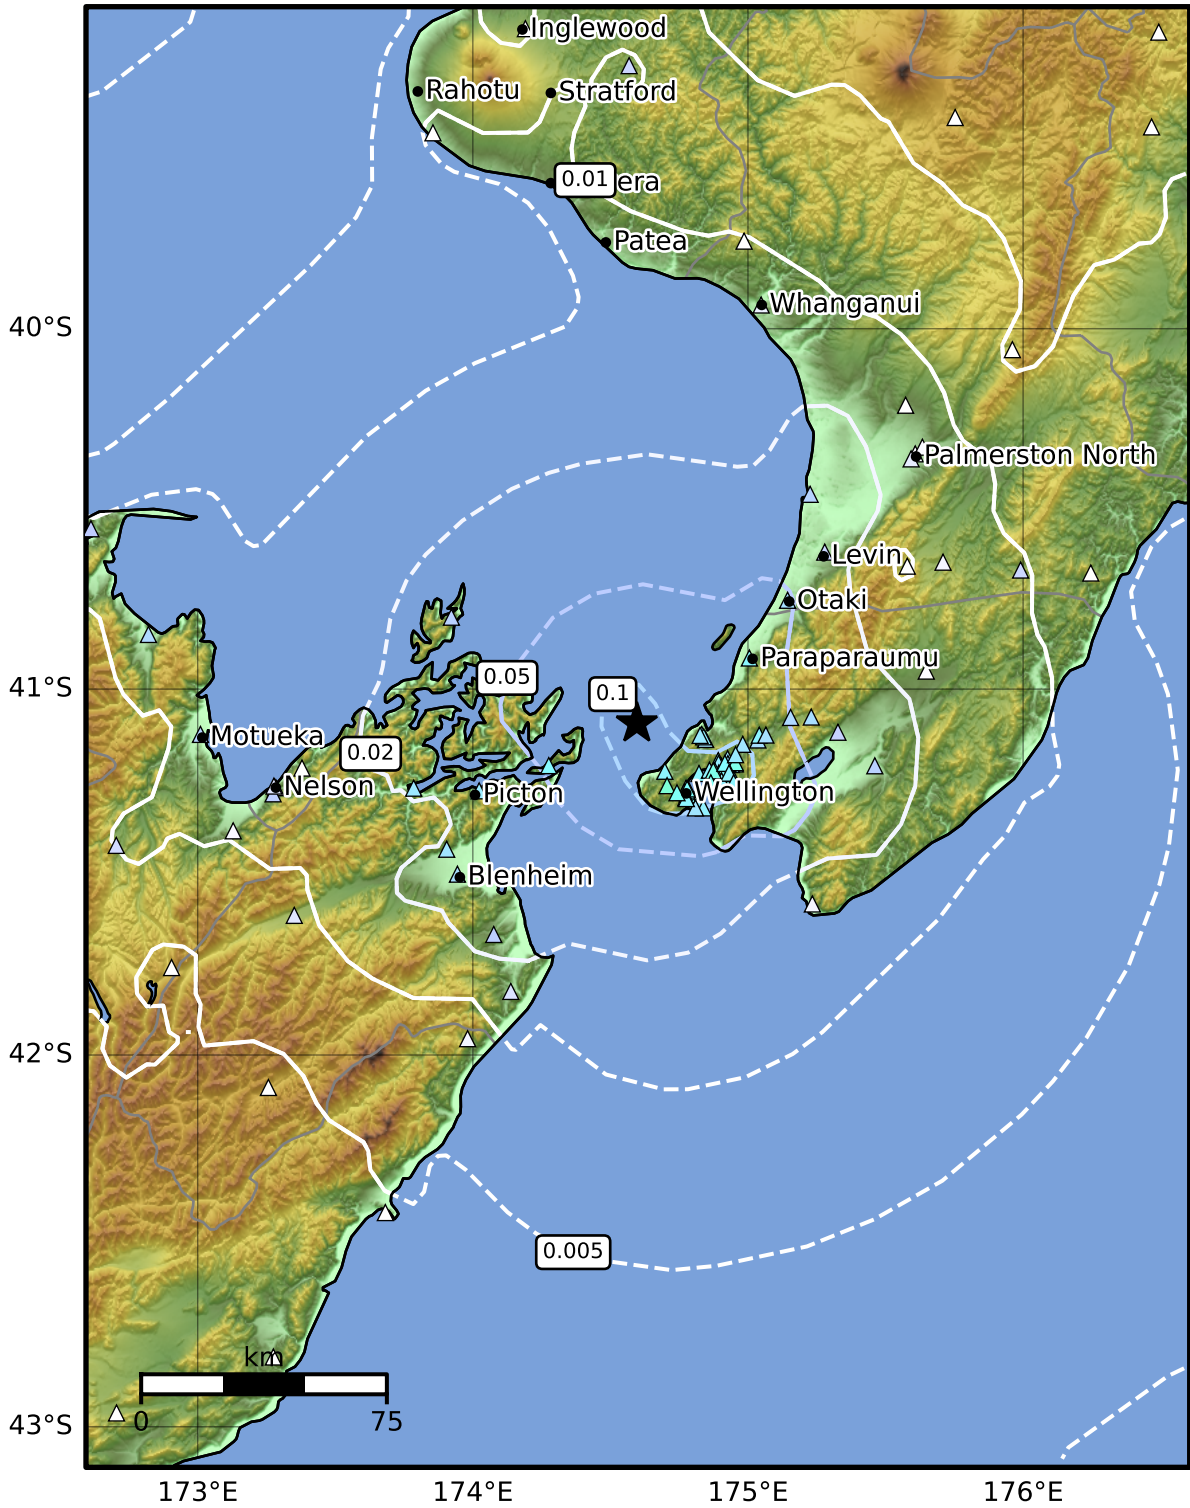 Inglewood
Rahotu
Stratford
0.01
era
Patea
Whanganui
40°S
Palmerston North
Levin
Otaki
Paraparaumu
0.05
0.1
41°S
Motueka
0.02
Nelson
Picton
Wellington
Blenheim
42°S
0.005
km
0
75
43°S
173°E
174°E
175°E
176°E